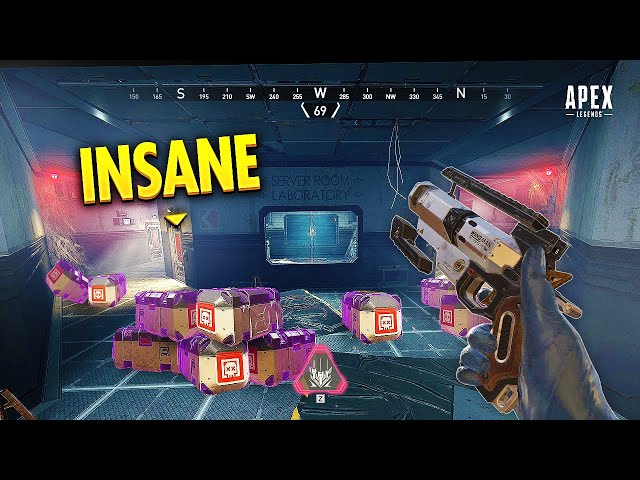 150 165 S 195 210 SW 240 255 W 285 300 NW 330 345 N 15 30
69
APEX
LEGENDS
INSANE
SERVER ROOM
LABORATORY
WINGMAN
Z